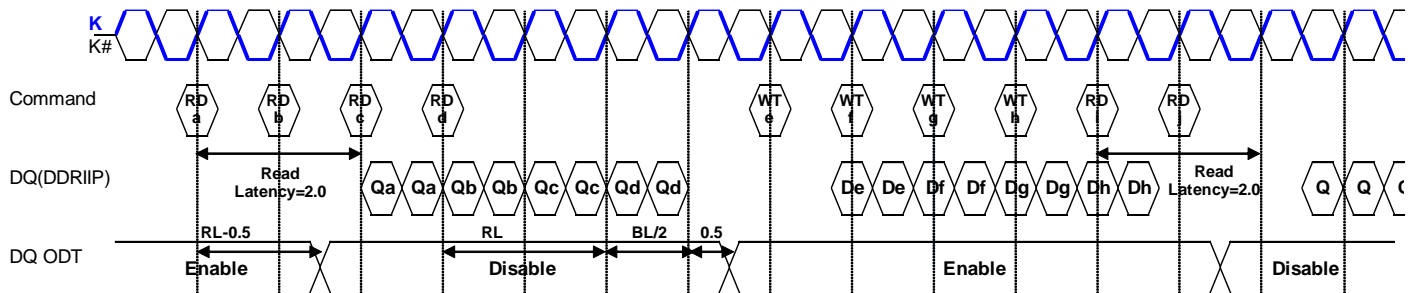 K
K#
Command
RD a RD b RD c RD d WT e WT f WT g WT h RD i RD j
Read Latency=2.0
Read Latency=2.0
DQ(DDRIIP)
Qa Qa Qb Qb Qc Qc Qd Qd De De Df Df Dg Dg Dh Dh Q Q
RL-0.5 RL BL/2 0.5
DQ ODT
Enable Disable Enable Disable